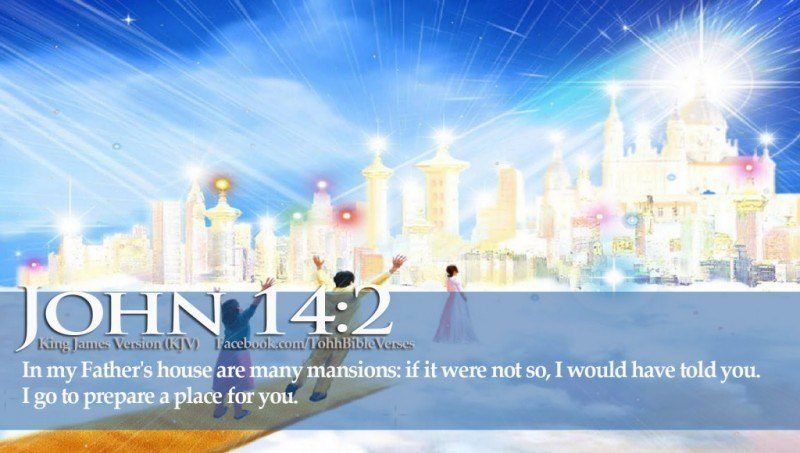 John 14:2
King James Version (KJV) Facebook.com/TohhBibleVerses
In my Father's house are many mansions: if it were not so, I would have told you.
I go to prepare a place for you.